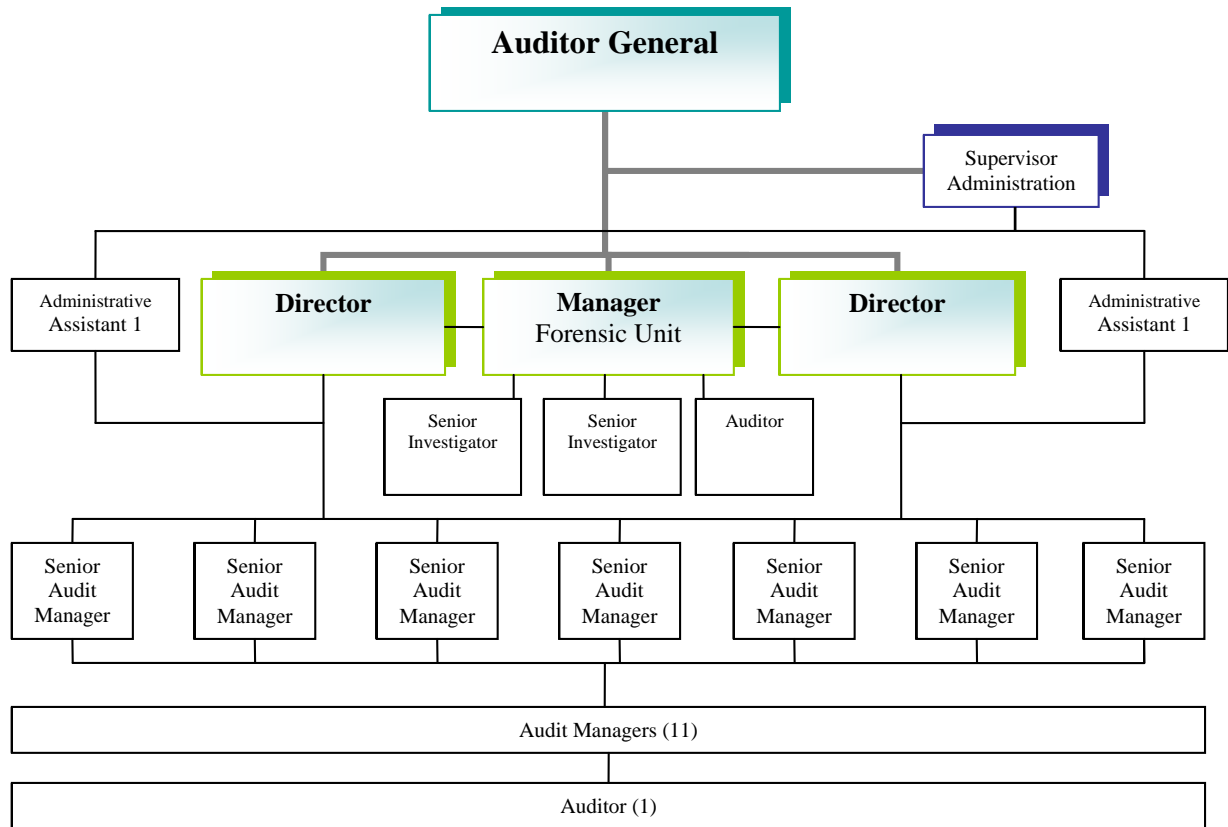 Auditor General
Supervisor
Administration
Administrative
Assistant 1
Director
Manager
Forensic Unit
Director
Administrative
Assistant 1
Senior
Investigator
Senior
Investigator
Auditor
Senior
Audit
Manager
Senior
Audit
Manager
Senior
Audit
Manager
Senior
Audit
Manager
Senior
Audit
Manager
Senior
Audit
Manager
Senior
Audit
Manager
Audit Managers (11)
Auditor (1)